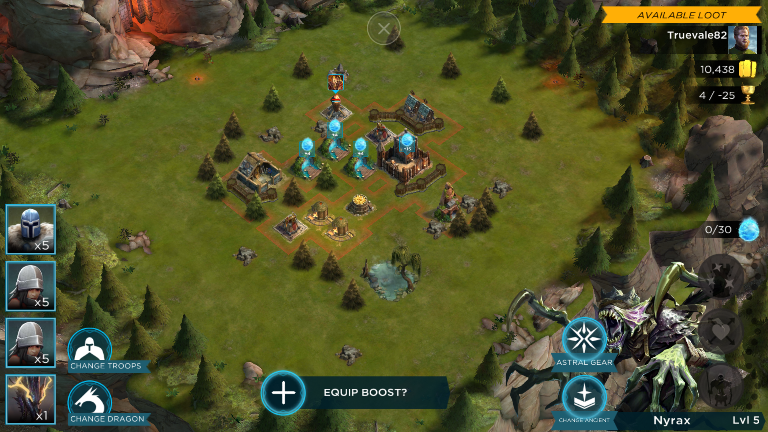 AVAILABLE LOOT
Truevale82
10,438
4 / -25
0/30
x5
x5
x5
x1
CHANGE TROOPS
CHANGE DRAGON
EQUIP BOOST?
ASTRAL GEAR
CHANGE ANCIENT
Nyrax Lvl 5